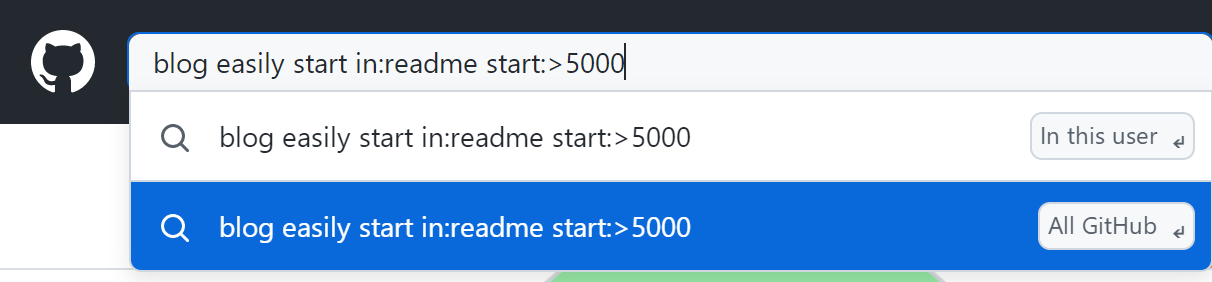 blog easily start in:readme start:>5000
blog easily start in:readme start:>5000 In this user
blog easily start in:readme start:>5000 All GitHub